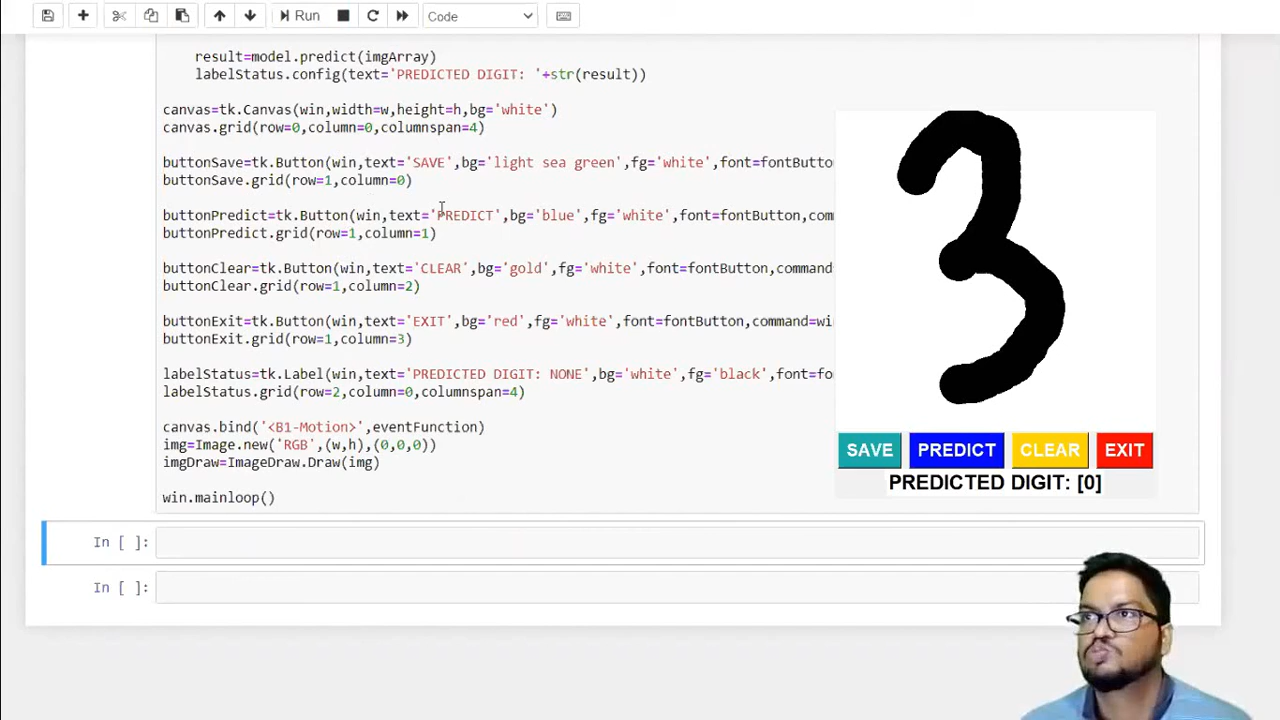 Run
Code
result=model.predict(imgArray)
labelStatus.config(text='PREDICTED DIGIT: '+str(result))
canvas=tk.Canvas(win,width=w,height=h,bg='white')
canvas.grid(row=0,column=0,columnspan=4)
buttonSave=tk.Button(win,text='SAVE',bg='light sea green',fg='white',font=fontButton
buttonSave.grid(row=1,column=0)
buttonPredict=tk.Button(win,text='PREDICT',bg='blue',fg='white',font=fontButton,com
buttonPredict.grid(row=1,column=1)
buttonClear=tk.Button(win,text='CLEAR',bg='gold',fg='white',font=fontButton,command
buttonClear.grid(row=1,column=2)
buttonExit=tk.Button(win,text='EXIT',bg='red',fg='white',font=fontButton,command=wi
buttonExit.grid(row=1,column=3)
labelStatus=tk.Label(win,text='PREDICTED DIGIT: NONE',bg='white',fg='black',font=fo
labelStatus.grid(row=2,column=0,columnspan=4)
canvas.bind('<B1-Motion>',eventFunction)
img=Image.new('RGB',(w,h),(0,0,0))
imgDraw=ImageDraw.Draw(img)
win.mainloop()
3
SAVE PREDICT CLEAR EXIT
PREDICTED DIGIT: [0]
In [ ]:
In [ ]: